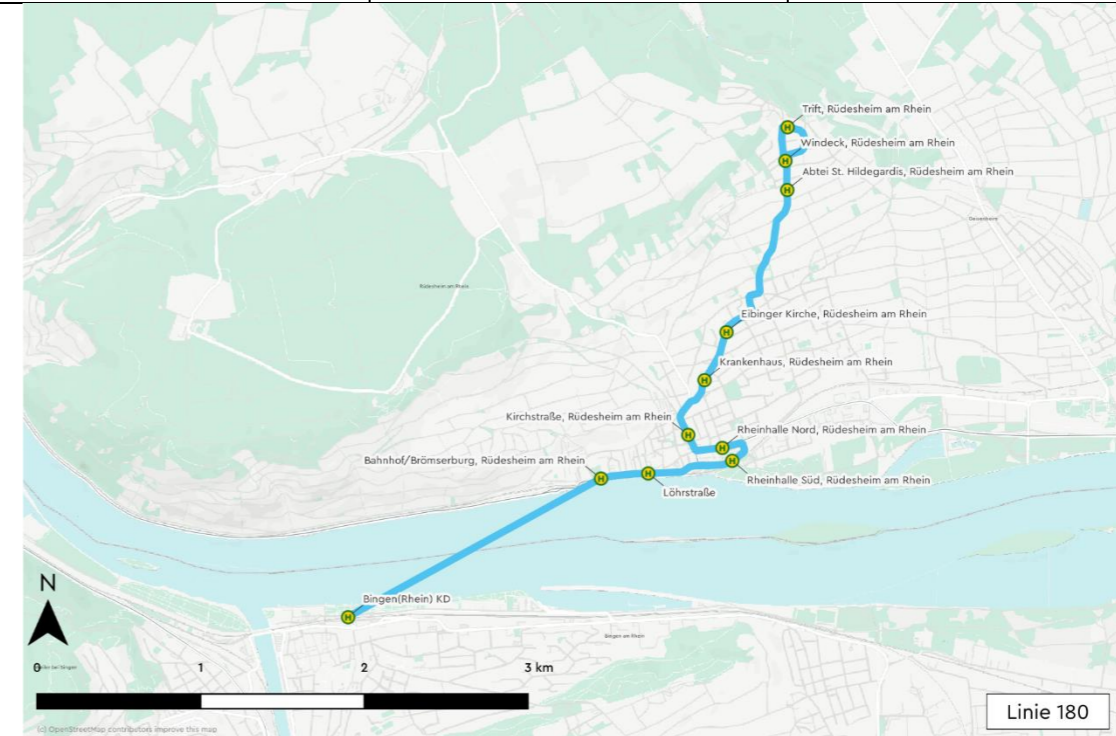 Trift, Rüdesheim am Rhein
Windeck, Rüdesheim am Rhein
Abtei St. Hildegardis, Rüdesheim am Rhein
Geisenheim
Rüdesheim am Rhein
Eibinger Kirche, Rüdesheim am Rhein
Krankenhaus, Rüdesheim am Rhein
Kirchstraße, Rüdesheim am Rhein
Rheinhalle Nord, Rüdesheim am Rhein
Bahnhof/Brömserburg, Rüdesheim am Rhein
Rheinhalle Süd, Rüdesheim am Rhein
Löhrstraße
N
Bingen(Rhein) KD
Bingen am Rhein
0 1 2 3 km
Linie 180
(c) OpenStreetMap contributors improve this map